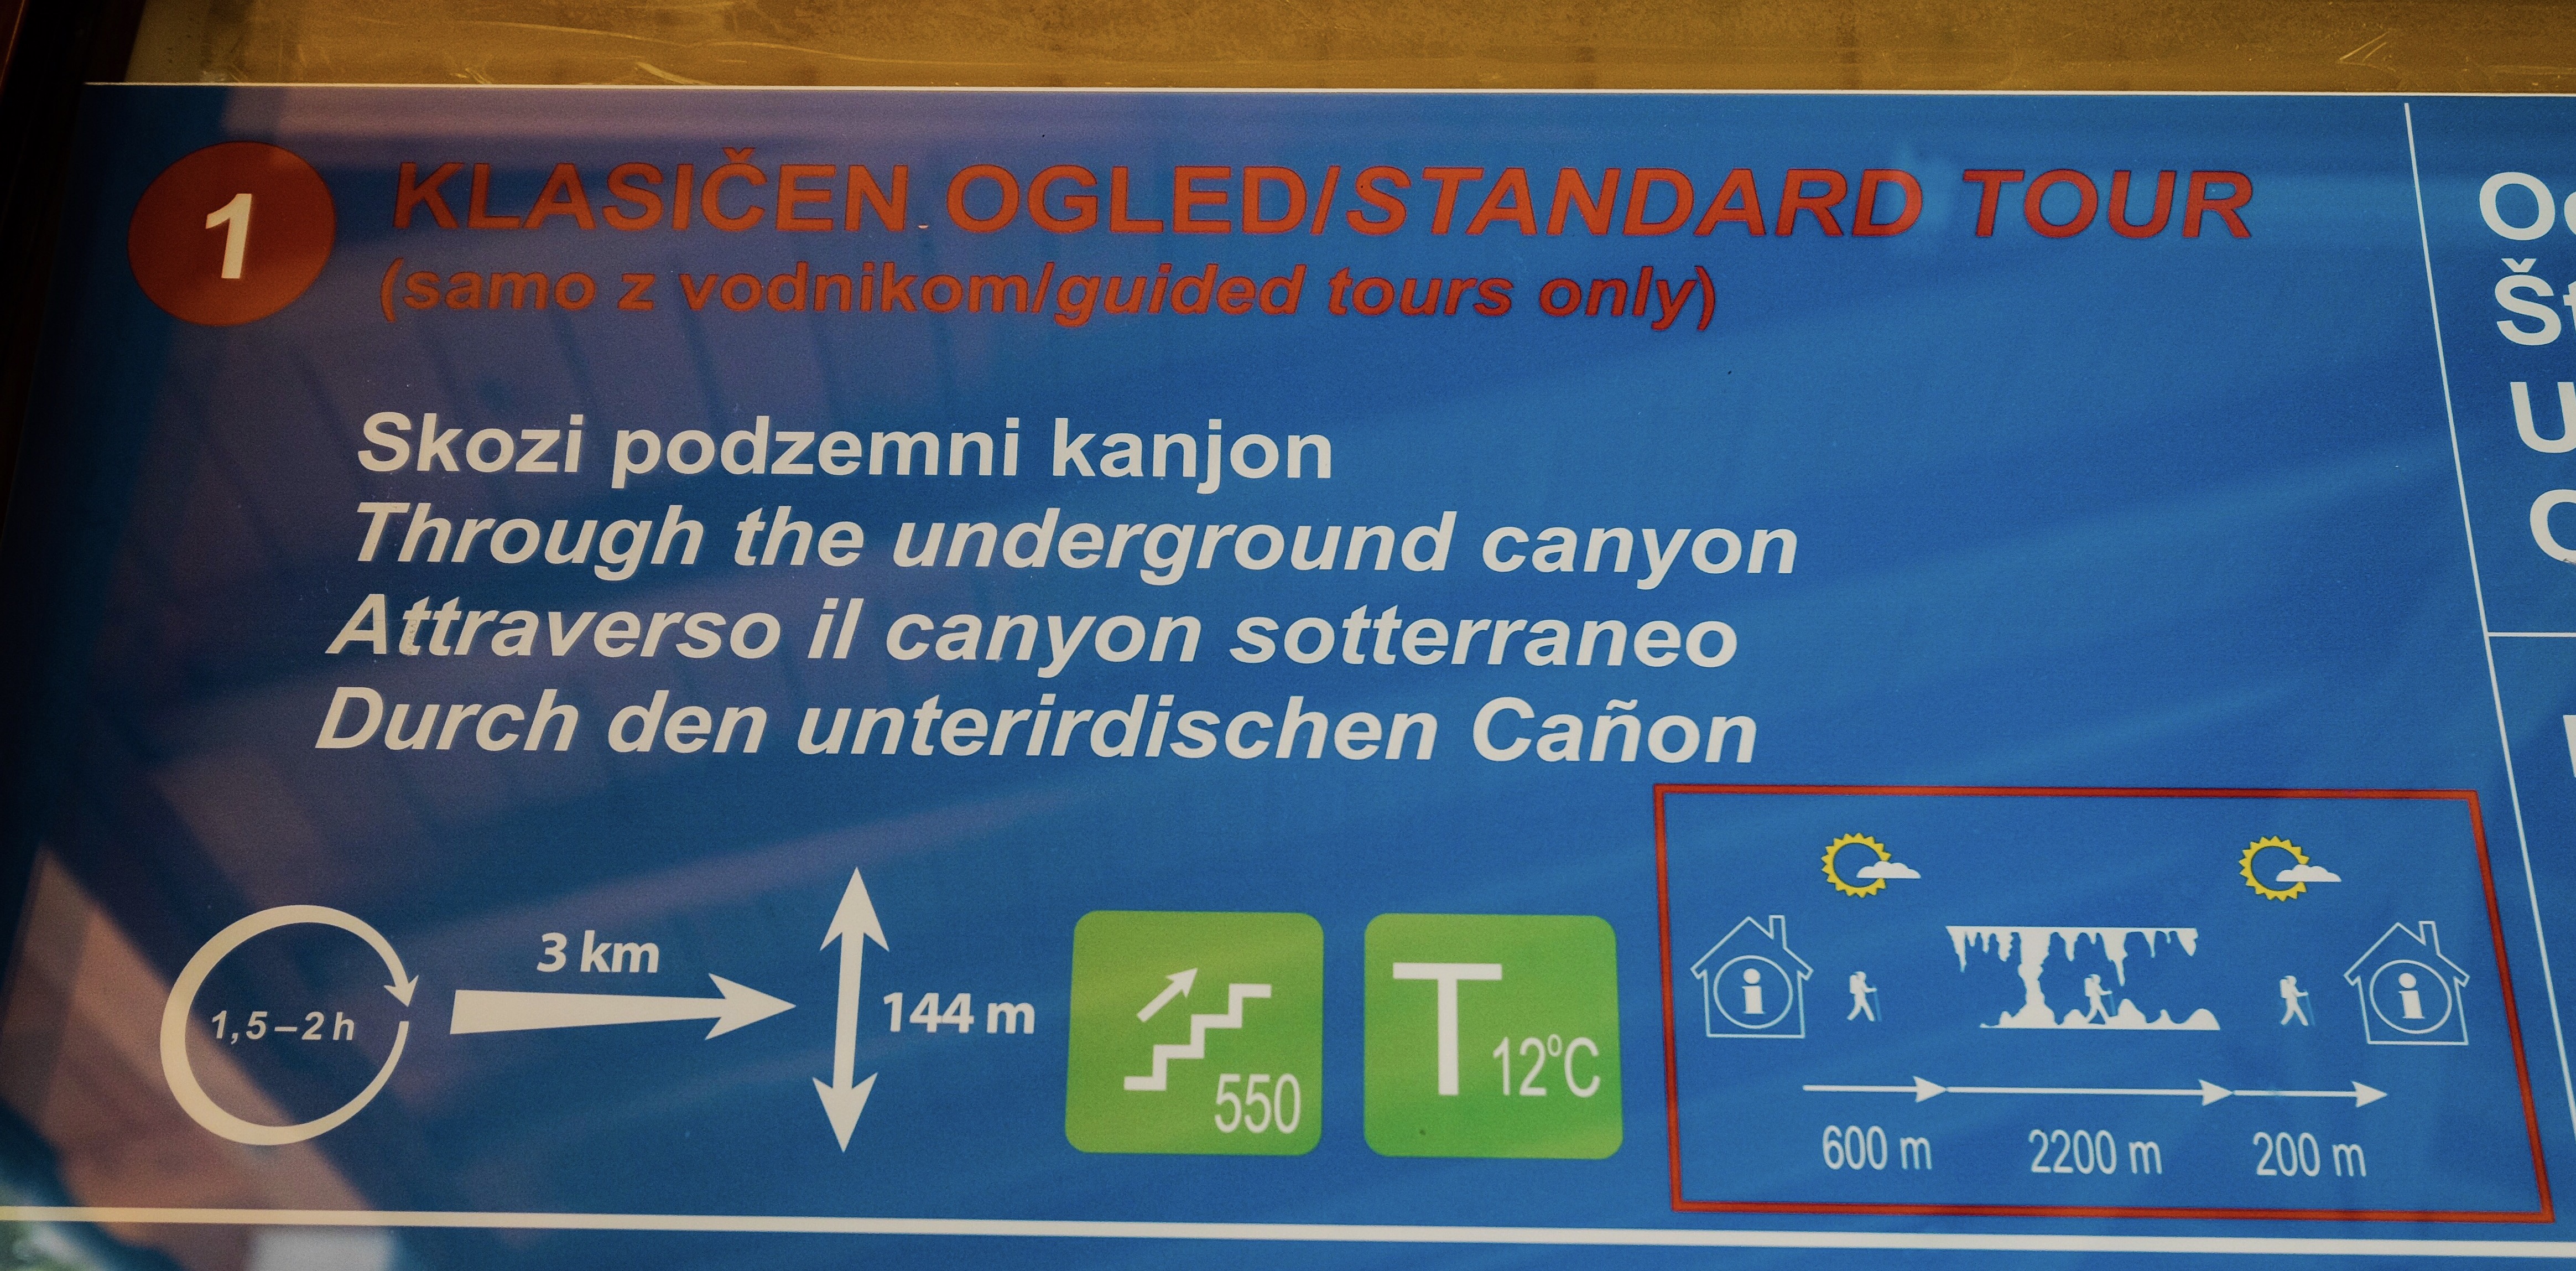 1
KLASIČEN OGLED/STANDARD TOUR
(samo z vodnikom/guided tours only)
Skozi podzemni kanjon
Through the underground canyon
Attraverso il canyon sotterraneo
Durch den unterirdischen Cañon
1,5–2 h
3 km
144 m
550
T 12°C
i
i
600 m 2200 m 200 m